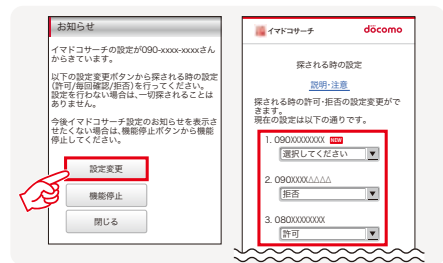 お知らせ
イマドコサーチの設定が090-xxxx-xxxxさん
からきています。
以下の設定変更ボタンから探される時の設定
(許可/毎回確認/拒否)を行ってください。
設定を行わない場合は、一切探されることは
ありません。
今後イマドコサーチ設定のお知らせを表示さ
せたくない場合は、機能停止ボタンから機能
停止してください。
設定変更
機能停止
閉じる
イマドコサーチ
döcomo
探される時の設定
説明・注意
探される時の許可・拒否の設定変更がで
きます。
現在の設定は以下の通りです。
1. 090XXXXXXXX NEW
選択してください
2. 090XXXX△△△△
拒否
3. 080XXXXXXXX
許可